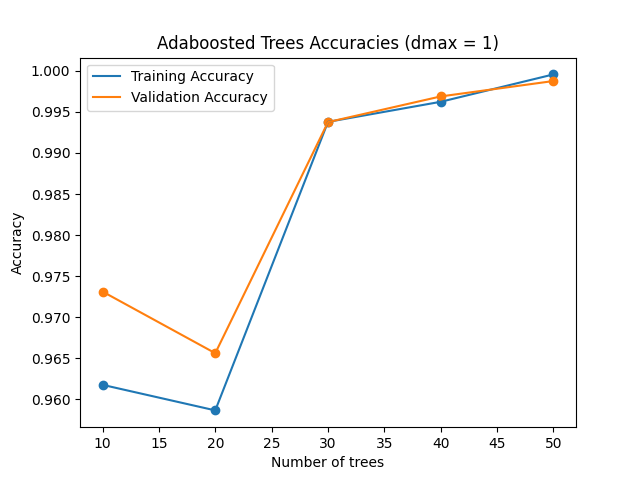 Adaboosted Trees Accuracies (dmax = 1)
Training Accuracy
Validation Accuracy
1.000
0.995
0.990
0.985
0.980
0.975
0.970
0.965
0.960
Accuracy
10 15 20 25 30 35 40 45 50
Number of trees